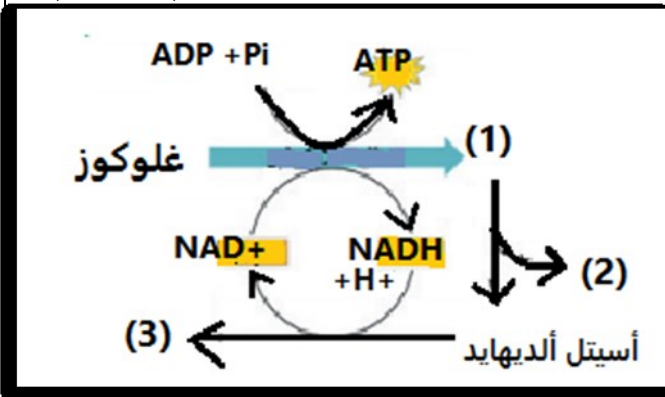 ADP +Pi
ATP
غلوكوز
(1)
NAD+
NADH
+H+
(2)
(3)
أسيتل ألديهايد